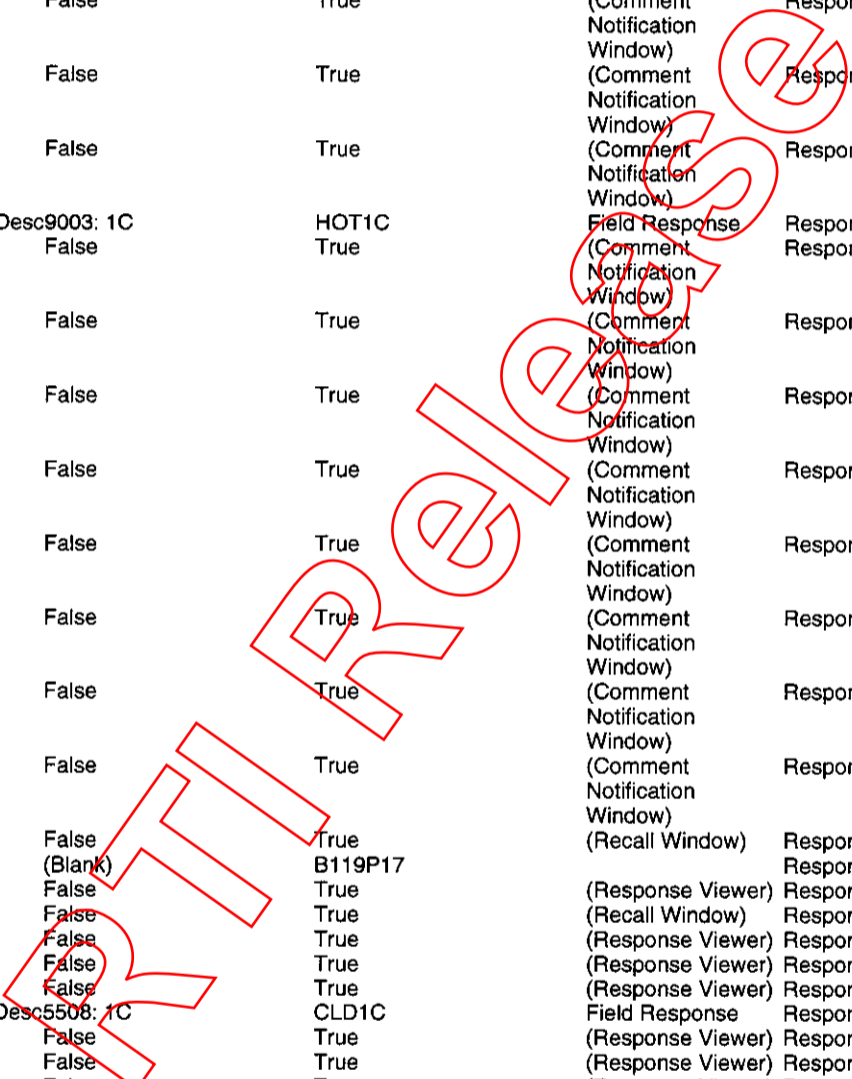 False True (Comment Respor
Notification
Window)
False True (Comment Respor
Notification
Window)
False True (Comment Respor
Notification
Window)
Desc9003: 1C HOT1C Field Response Respor
False True (Comment Respor
Notification
Window)
False True (Comment Respor
Notification
Window)
False True (Comment Respor
Notification
Window)
False True (Comment Respor
Notification
Window)
False True (Comment Respor
Notification
Window)
False True (Comment Respor
Notification
Window)
False True (Comment Respor
Notification
Window)
False True (Comment Respor
Notification
Window)
False True (Recall Window) Respor
(Blank) B119P17 Respor
False True (Response Viewer) Respor
False True (Recall Window) Respor
False True (Response Viewer) Respor
False True (Response Viewer) Respor
False True (Response Viewer) Respor
Desc5508: 1C CLD1C Field Response Respor
False True (Response Viewer) Respor
False True (Response Viewer) Respor
RTI Release